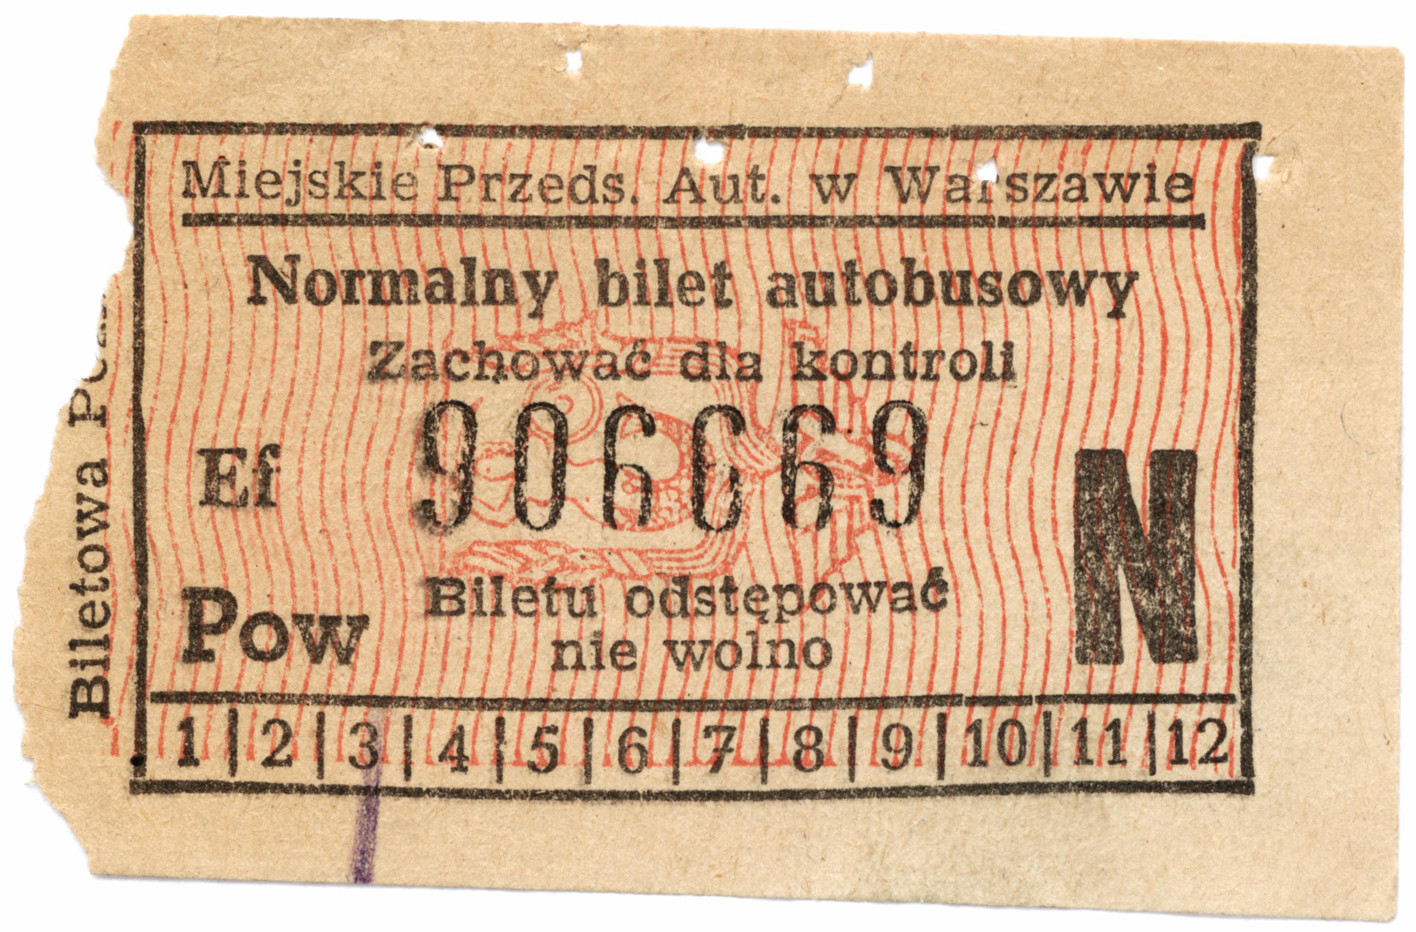 Miejskie Przeds. Aut. w Warszawie
Normalny bilet autobusowy
Zachować dla kontroli
Ef 906669
N
Pow
Biletu odstępować
nie wolno
1|2|3|4|5|6|7|8|9|10|11|12
Biletowa